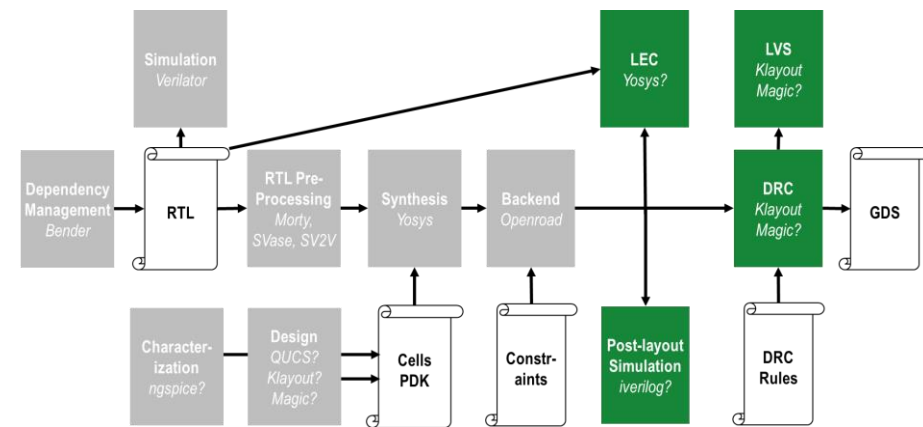 Simulation
Verilator
LEC
Yosys?
LVS
Klayout
Magic?
Dependency
Management
Bender
RTL
RTL Pre-
Processing
Morty,
SVase, SV2V
Synthesis
Yosys
Backend
Openroad
DRC
Klayout
Magic?
GDS
Character-
ization
ngspice?
Design
QUCS?
Klayout?
Magic?
Cells
PDK
Constr-
aints
Post-layout
Simulation
iverilog?
DRC
Rules